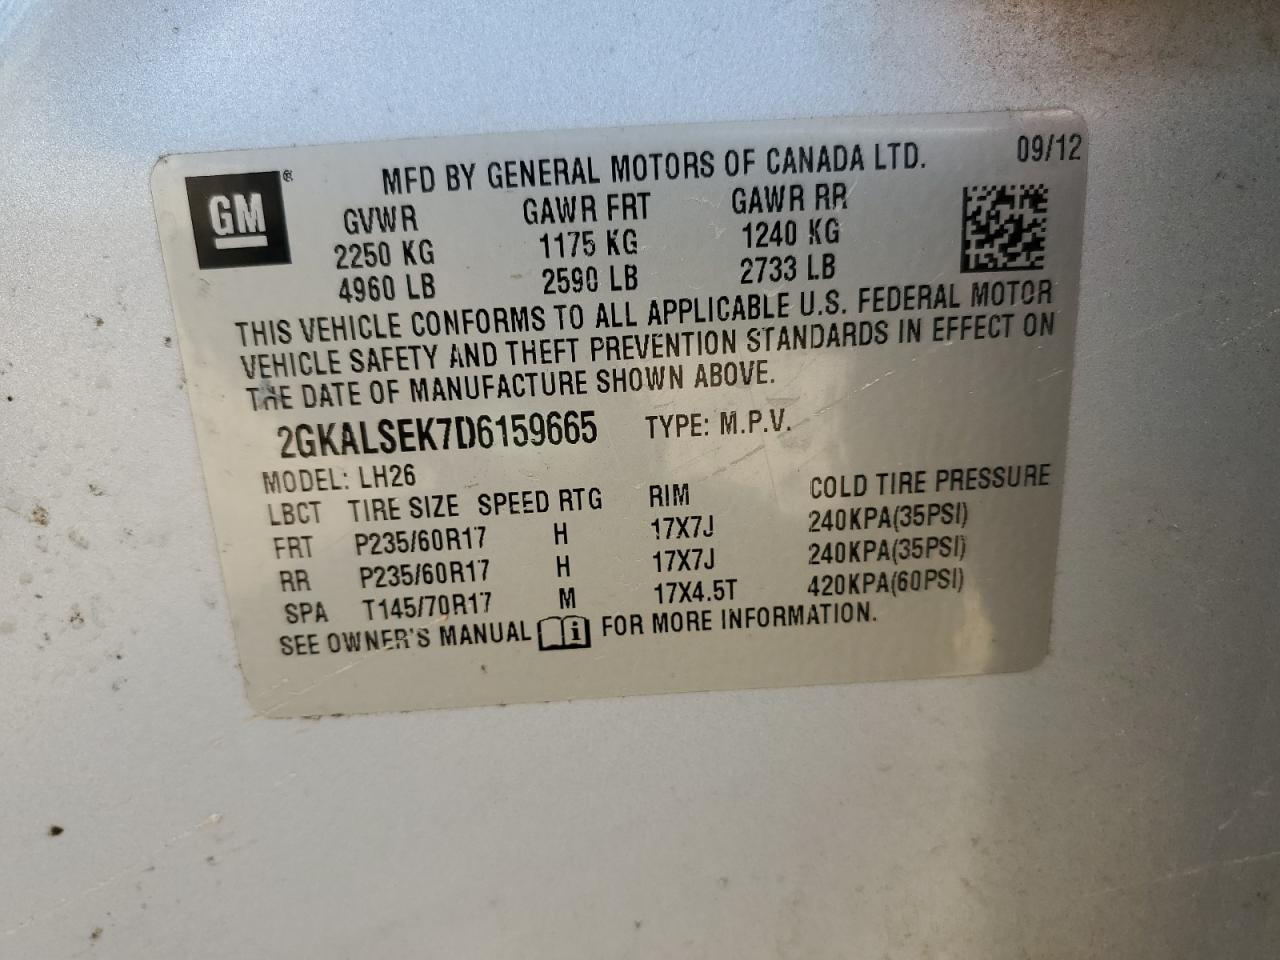 GM ® MFD BY GENERAL MOTORS OF CANADA LTD. 09/12
GVWR GAWR FRT GAWR RR
2250 KG 1175 KG 1240 KG
4960 LB 2590 LB 2733 LB
THIS VEHICLE CONFORMS TO ALL APPLICABLE U.S. FEDERAL MOTOR
VEHICLE SAFETY AND THEFT PREVENTION STANDARDS IN EFFECT ON
THE DATE OF MANUFACTURE SHOWN ABOVE.
2GKALSEK7D6159665 TYPE: M.P.V.
MODEL: LH26
LBCT TIRE SIZE SPEED RTG RIM COLD TIRE PRESSURE
FRT P235/60R17 H 17X7J 240KPA(35PSI)
RR P235/60R17 H 17X7J 240KPA(35PSI)
SPA T145/70R17 M 17X4.5T 420KPA(60PSI)
SEE OWNER'S MANUAL i FOR MORE INFORMATION.